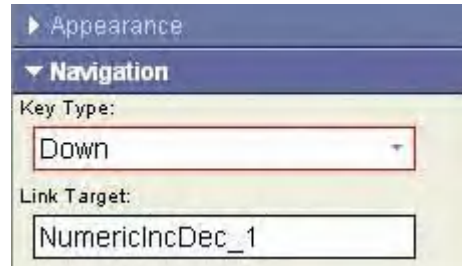 Appearance
Navigation
Key Type:
Down
Link Target:
NumericIncDec_1